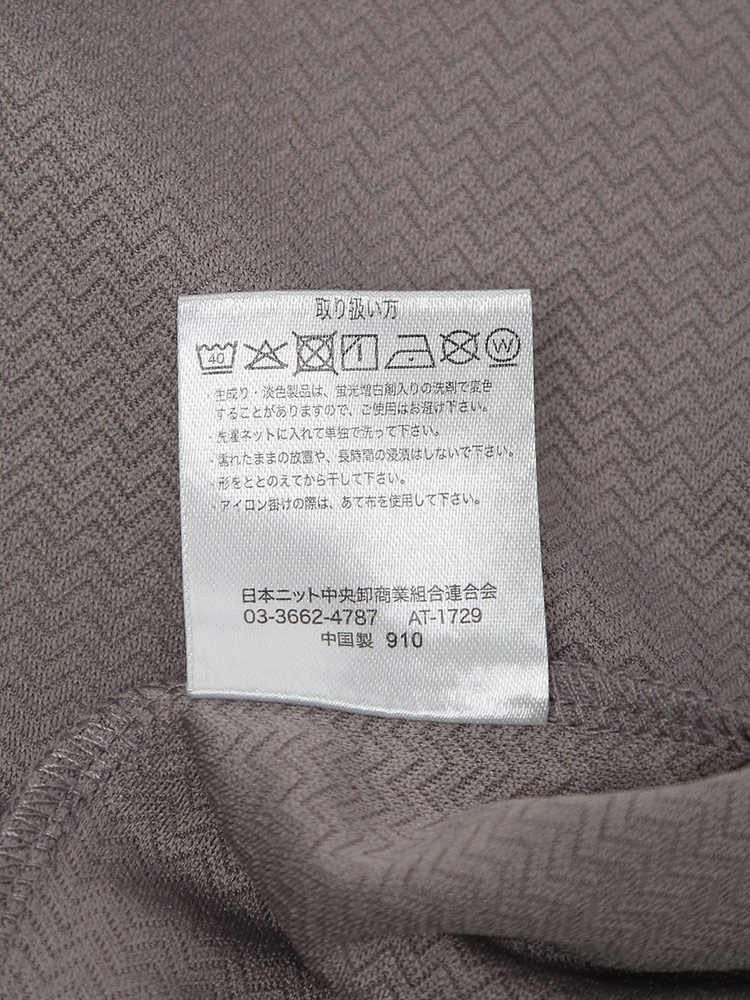 取り扱い方
40 W
・生成り・淡色製品は、蛍光増白剤入りの洗剤で変色
することがありますので、ご使用はお避け下さい。
・洗濯ネットに入れて単独で洗って下さい。
・濡れたままの放置や、長時間の浸漬はしないで下さい。
・形をととのえてから干して下さい。
・アイロン掛けの際は、あて布を使用して下さい。
日本ニット中央卸商業組合連合会
03-3662-4787 AT-1729
中国製 910